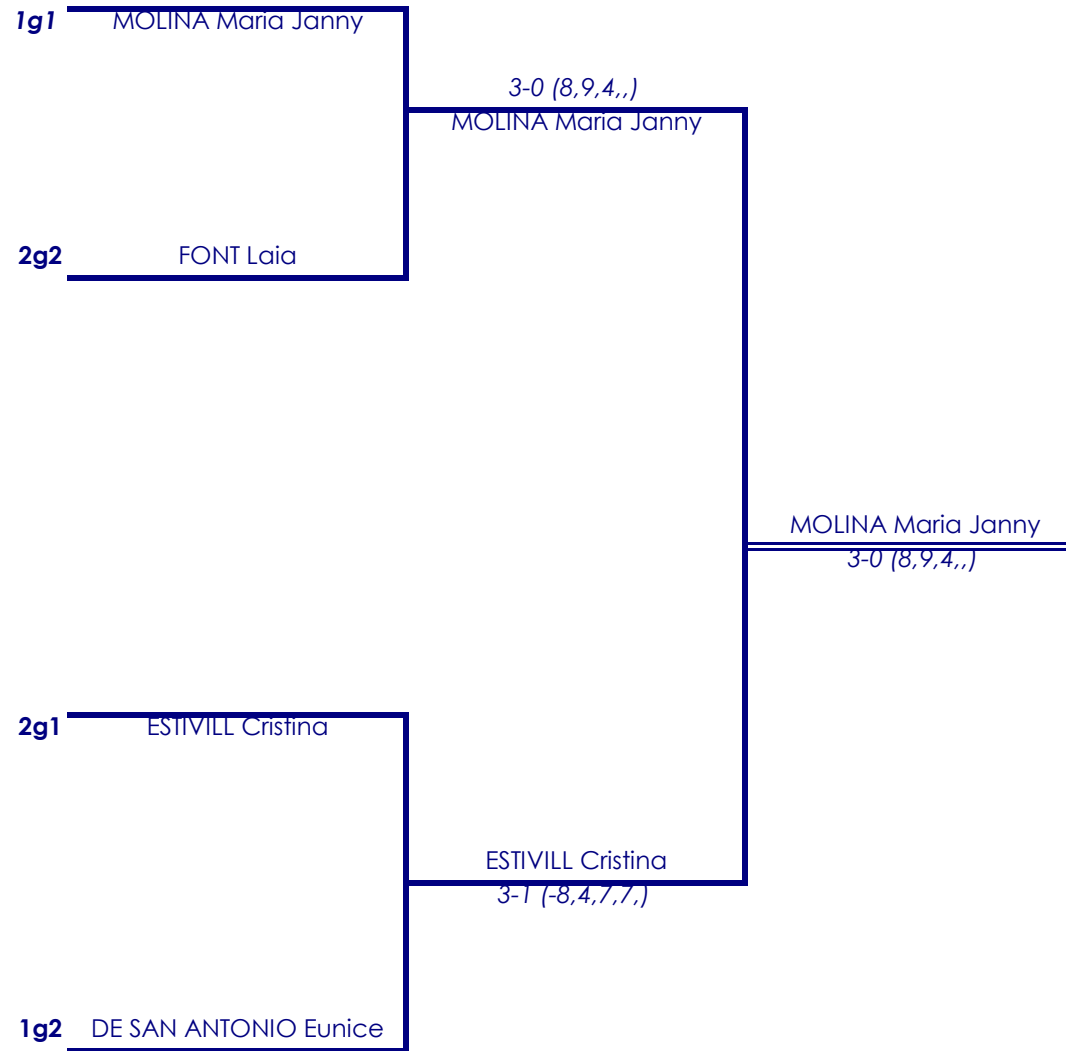 1g1 MOLINA Maria Janny
3-0 (8,9,4,,)
MOLINA Maria Janny
2g2 FONT Laia
MOLINA Maria Janny
3-0 (8,9,4,,)
2g1 ESTIVILL Cristina
ESTIVILL Cristina
3-1 (-8,4,7,7,)
1g2 DE SAN ANTONIO Eunice